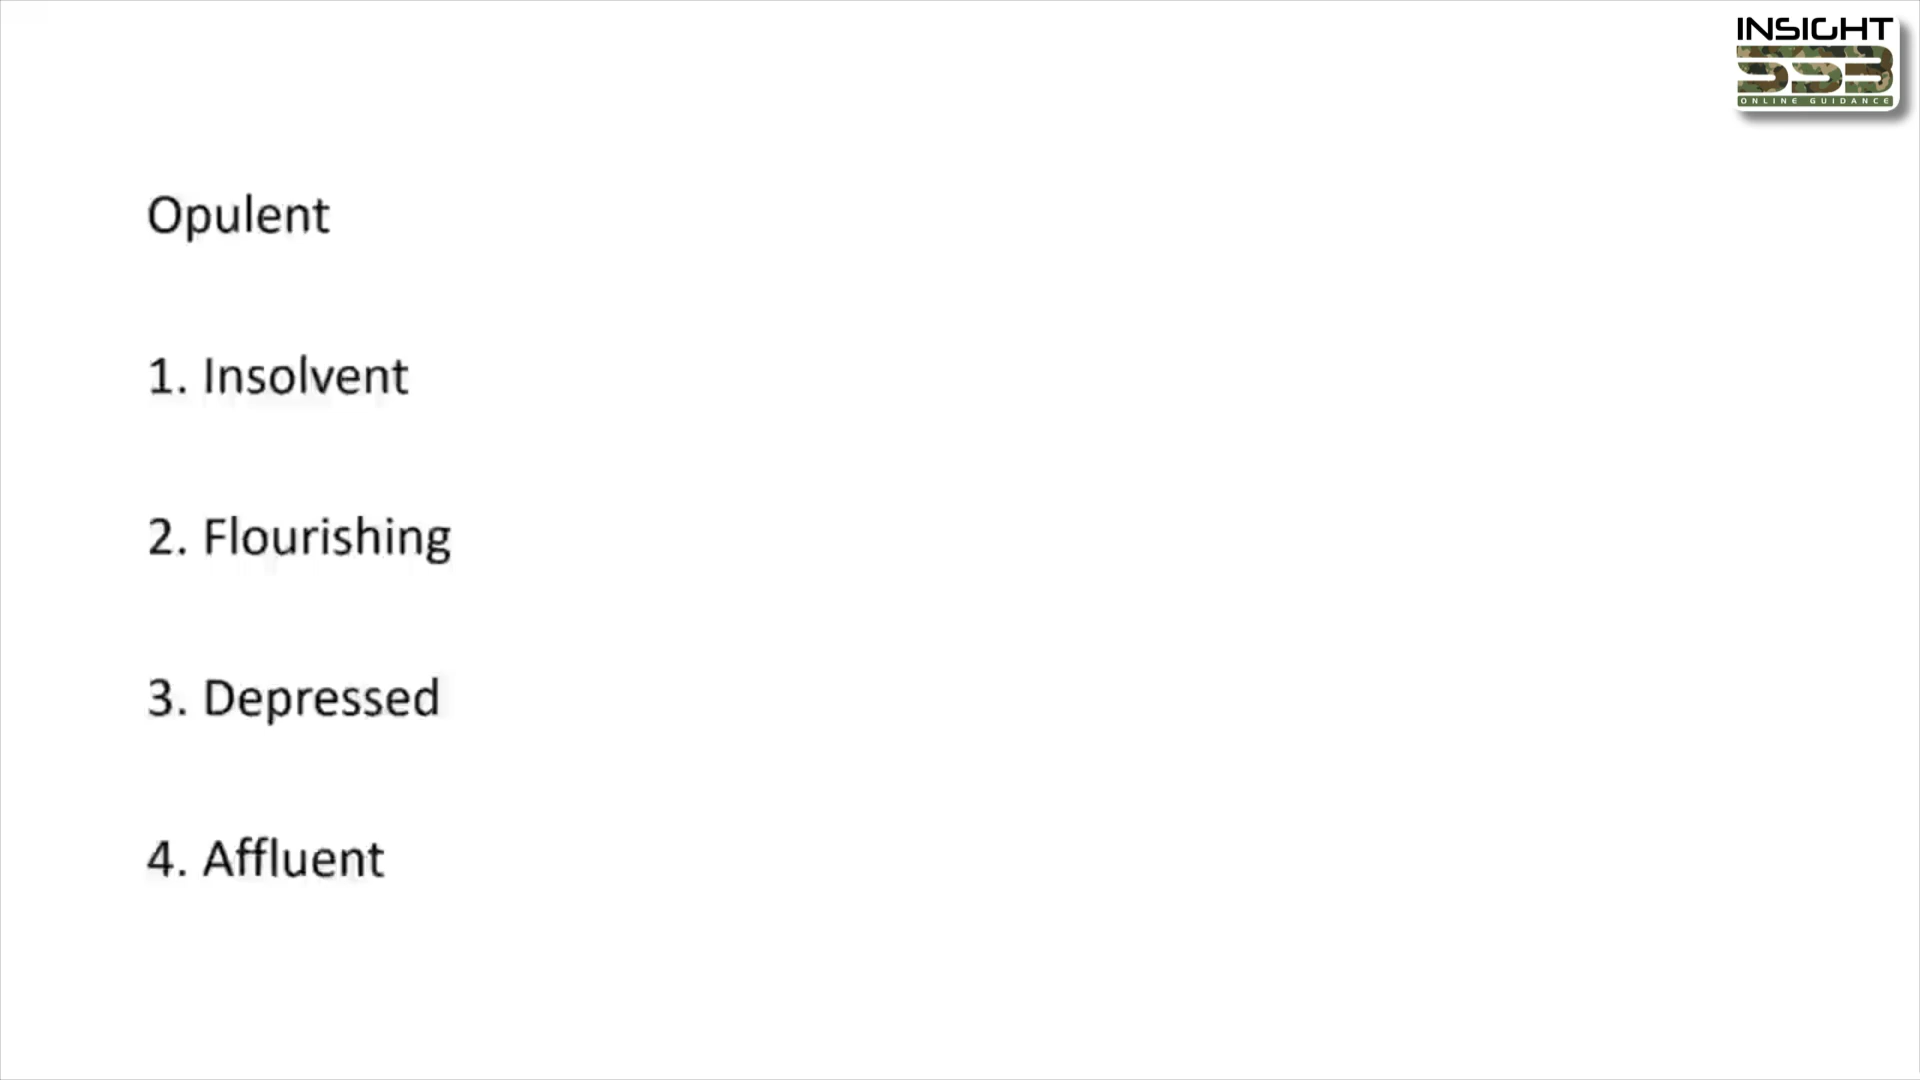 INSIGHT
SSB
ONLINE GUIDANCE
Opulent
1. Insolvent
2. Flourishing
3. Depressed
4. Affluent